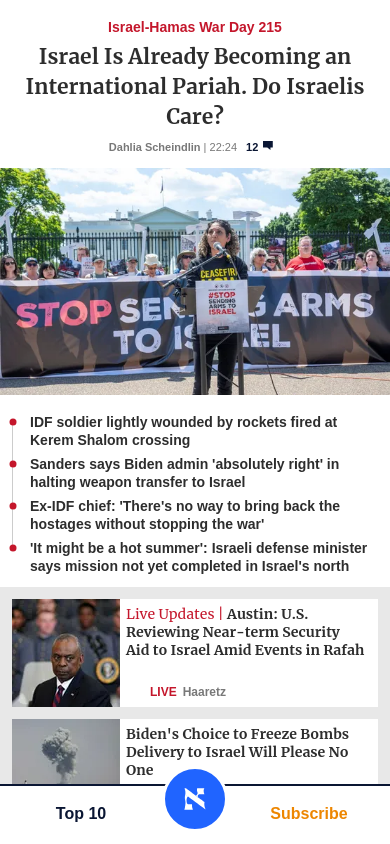 Israel-Hamas War Day 215
Israel Is Already Becoming an
International Pariah. Do Israelis
Care?
Dahlia Scheindlin | 22:24 12
CEASEFIRE
#STOP
SENDING
ARMS TO
ISRAEL
STOP SENDING ARMS
TO ISRAEL
IDF soldier lightly wounded by rockets fired at
Kerem Shalom crossing
Sanders says Biden admin 'absolutely right' in
halting weapon transfer to Israel
Ex-IDF chief: 'There's no way to bring back the
hostages without stopping the war'
'It might be a hot summer': Israeli defense minister
says mission not yet completed in Israel's north
Live Updates | Austin: U.S.
Reviewing Near-term Security
Aid to Israel Amid Events in Rafah
LIVE Haaretz
Biden's Choice to Freeze Bombs
Delivery to Israel Will Please No
One
Top 10
Subscribe